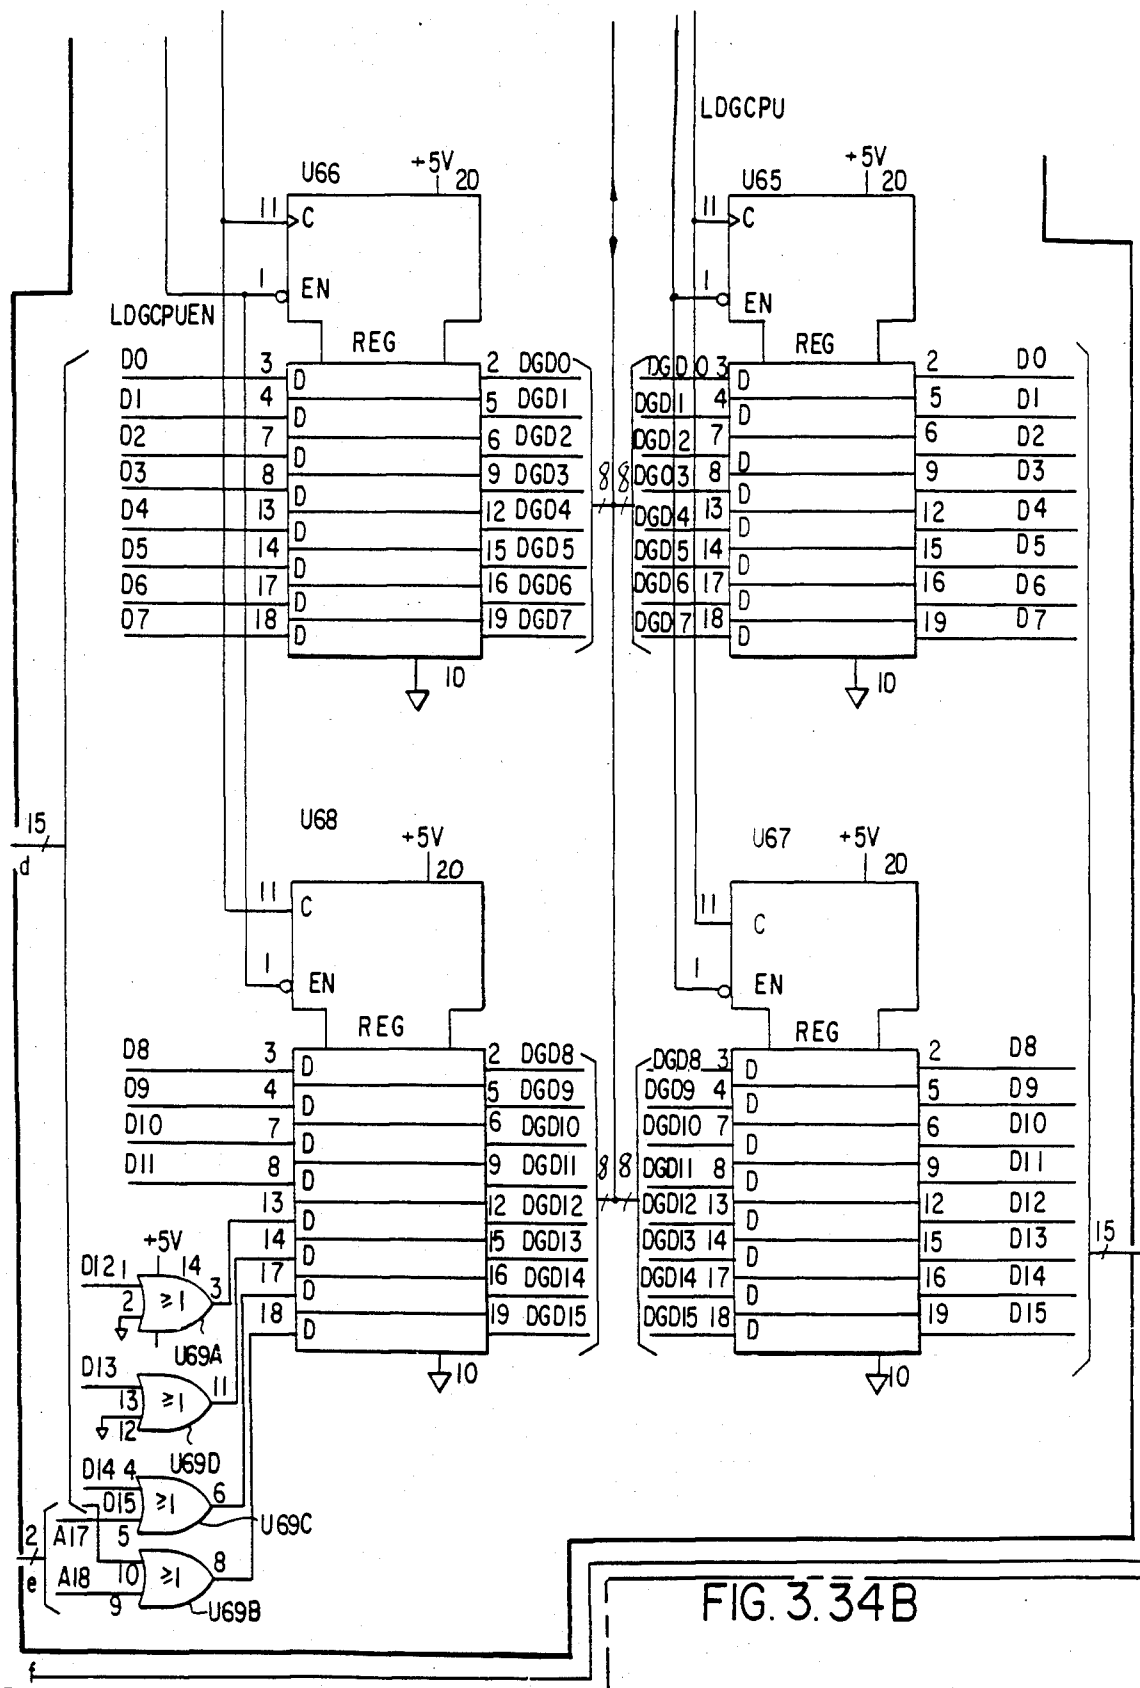 LDGCPU
U66
+5V
20
11
C
1
EN
LDGCPUEN
REG
D0 3 D 2 DGD0
D1 4 D 5 DGD1
D2 7 D 6 DGD2
D3 8 D 9 DGD3
D4 13 D 12 DGD4
D5 14 D 15 DGD5
D6 17 D 16 DGD6
D7 18 D 19 DGD7
10
8 8
U65
+5V
20
11
C
1
EN
REG
DGD0 3 D 2 D0
DGD1 4 D 5 D1
DGD2 7 D 6 D2
DGD3 8 D 9 D3
DGD4 13 D 12 D4
DGD5 14 D 15 D5
DGD6 17 D 16 D6
DGD7 18 D 19 D7
10
15
d
U68
+5V
20
11
C
1
EN
REG
D8 3 D 2 DGD8
D9 4 D 5 DGD9
D10 7 D 6 DGD10
D11 8 D 9 DGD11
13 D 12 DGD12
14 D 15 DGD13
17 D 16 DGD14
18 D 19 DGD15
10
8 8
U67
+5V
20
11
C
1
EN
REG
DGD8 3 D 2 D8
DGD9 4 D 5 D9
DGD10 7 D 6 D10
DGD11 8 D 9 D11
DGD12 13 D 12 D12
DGD13 14 D 15 D13
DGD14 17 D 16 D14
DGD15 18 D 19 D15
10
15
+5V
14
D12 1
2
≥1
3
U69A
D13
13
12
≥1
11
U69D
D14 4
D15
A17
5
≥1
6
U69C
2
e
A18
10
9
≥1
8
U69B
f
FIG. 3.34B